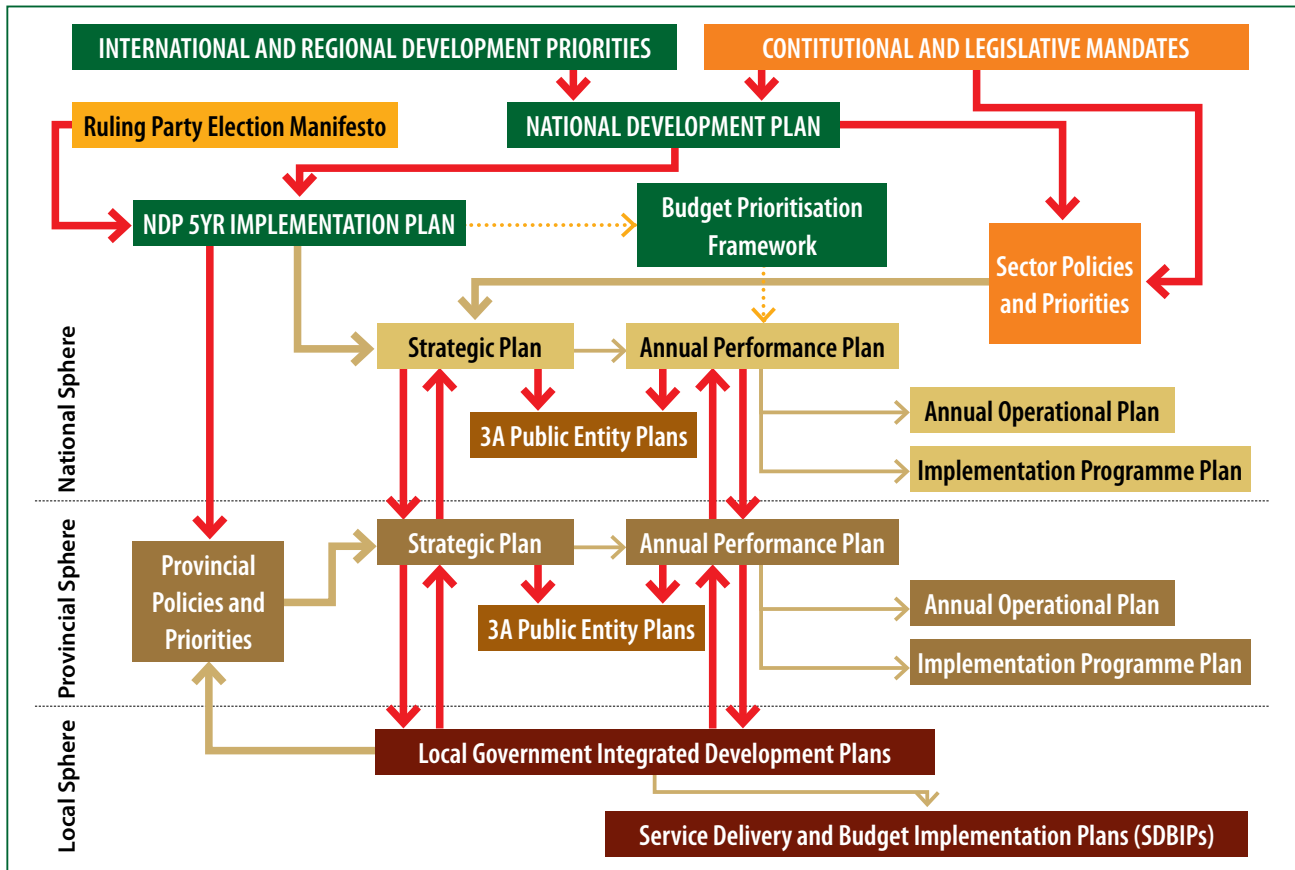 INTERNATIONAL AND REGIONAL DEVELOPMENT PRIORITIES
CONTITUTIONAL AND LEGISLATIVE MANDATES
Ruling Party Election Manifesto
NATIONAL DEVELOPMENT PLAN
NDP 5YR IMPLEMENTATION PLAN
Budget Prioritisation
Framework
Sector Policies
and Priorities
National Sphere
Strategic Plan
Annual Performance Plan
3A Public Entity Plans
Annual Operational Plan
Implementation Programme Plan
Provincial Sphere
Provincial
Policies and
Priorities
Strategic Plan
Annual Performance Plan
3A Public Entity Plans
Annual Operational Plan
Implementation Programme Plan
Local Sphere
Local Government Integrated Development Plans
Service Delivery and Budget Implementation Plans (SDBIPs)